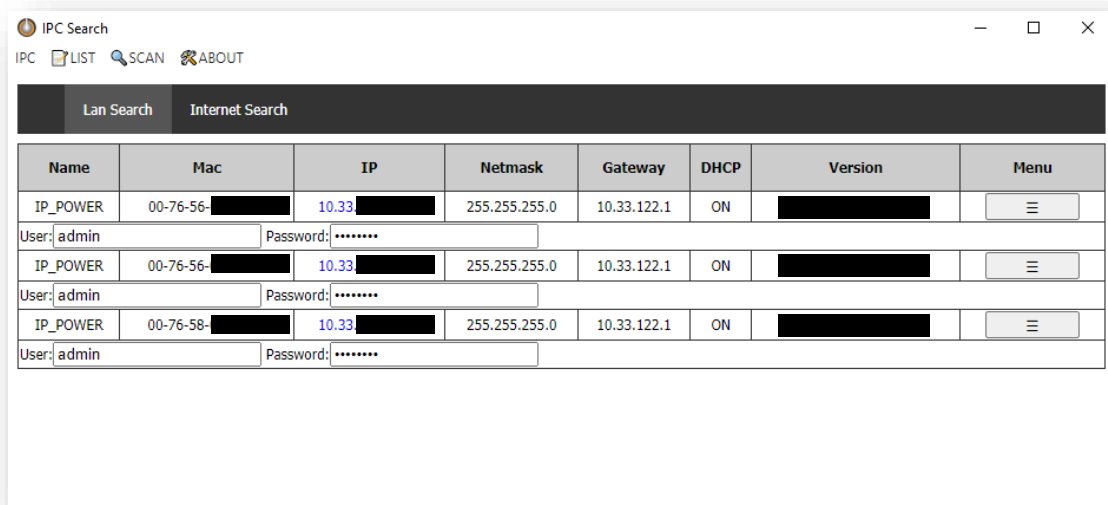 IPC Search
IPC LIST SCAN ABOUT
Lan Search Internet Search
Name Mac IP Netmask Gateway DHCP Version Menu
IP_POWER 00-76-56- 10.33. 255.255.255.0 10.33.122.1 ON ☰
User: admin Password: ••••••••
IP_POWER 00-76-56- 10.33. 255.255.255.0 10.33.122.1 ON ☰
User: admin Password: ••••••••
IP_POWER 00-76-58- 10.33. 255.255.255.0 10.33.122.1 ON ☰
User: admin Password: ••••••••